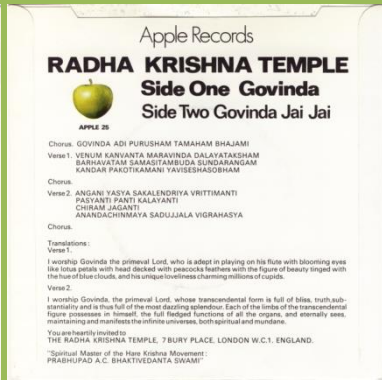 Apple Records
RADHA KRISHNA TEMPLE
Side One Govinda
Side Two Govinda Jai Jai
APPLE 25
Chorus. GOVINDA ADI PURUSHAM TAMAHAM BHAJAMI
Verse 1. VENUM KANVANTA MARAVINDA DALAYATAKSHAM
BARHAVATAM SAMASITAMBUDA SUNDARANGAM
KANDAR PAKOTIKAMANI YAVISESHASOBHAM
Chorus.
Verse 2. ANGANI YASYA SAKALENDRIYA VRITTIMANTI
PASYANTI PANTI KALAYANTI
CHIRAM JAGANTI
ANANDACHINMAYA SADUJJALA VIGRAHASYA
Chorus.
Translations :
Verse 1.
I worship Govinda the primeval Lord, who is adept in playing on his flute with blooming eyes
like lotus petals with head decked with peacocks feathers with the figure of beauty tinged with
the hue of blue clouds, and his unique loveliness charming millions of cupids.
Verse 2.
I worship Govinda, the primeval Lord, whose transcendental form is full of bliss, truth,sub-
stantiality and is thus full of the most dazzling splendour. Each of the limbs of the transcendental
figure possesses in himself, the full fledged functions of all the organs, and eternally sees,
maintaining and manifests the infinite universes, both spiritual and mundane.
You are heartily invited to
THE RADHA KRISHNA TEMPLE, 7 BURY PLACE, LONDON W.C.1. ENGLAND.
"Spiritual Master of the Hare Krishna Movement :
PRABHUPAD A.C. BHAKTIVEDANTA SWAMI"